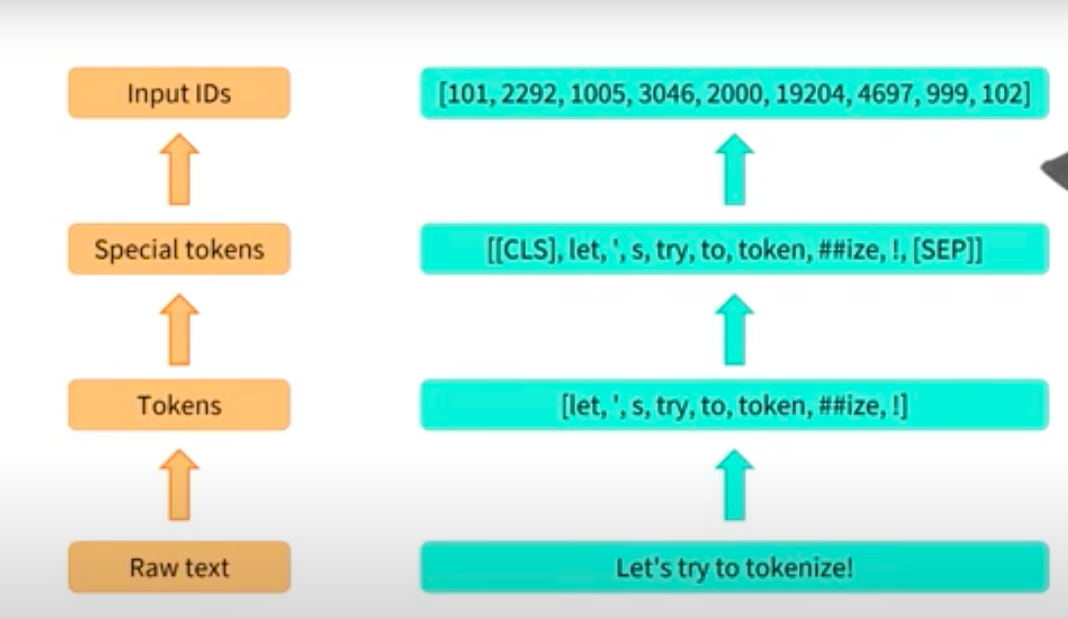 Input IDs
[101, 2292, 1005, 3046, 2000, 19204, 4697, 999, 102]
Special tokens
[[CLS], let, ', s, try, to, token, ##ize, !, [SEP]]
Tokens
[let, ', s, try, to, token, ##ize, !]
Raw text
Let's try to tokenize!